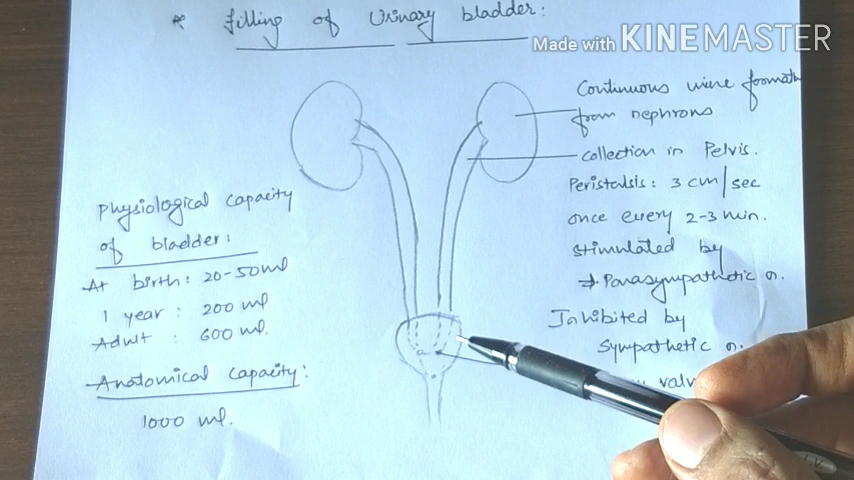 * Filling of Urinary bladder:
Made with KINEMASTER
Continuous urine formatn
from nephrons
collection in Pelvis.
Peristalsis: 3 cm/sec
once every 2-3 min.
stimulated by
→ Parasympathetic n.
Inhibited by
Sympathetic n.
valv
Physiological capacity
of bladder:
At birth: 20-50ml
1 year : 200 ml
Adult : 600 ml.
Anatomical capacity:
1000 ml.